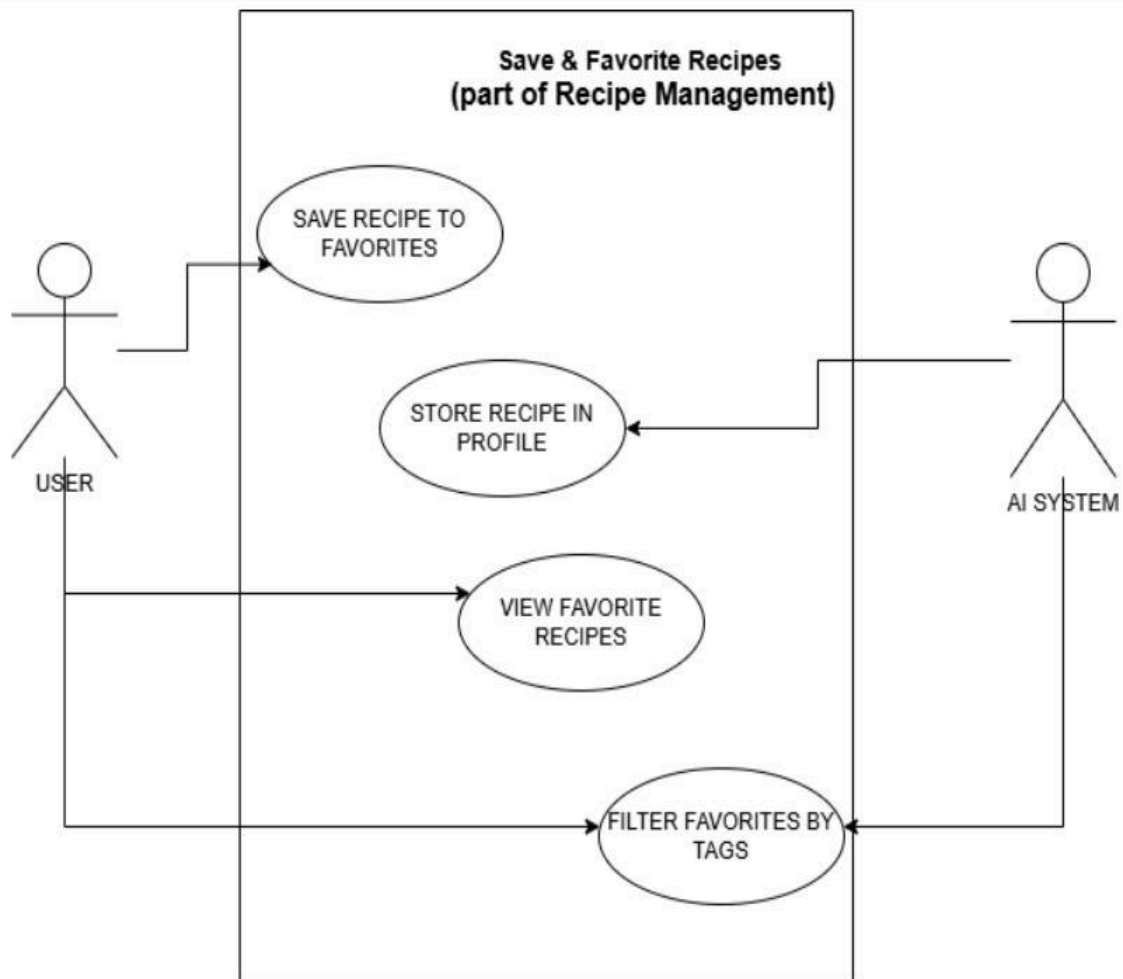 Save & Favorite Recipes
(part of Recipe Management)
SAVE RECIPE TO
FAVORITES
STORE RECIPE IN
PROFILE
USER
AI SYSTEM
VIEW FAVORITE
RECIPES
FILTER FAVORITES BY
TAGS